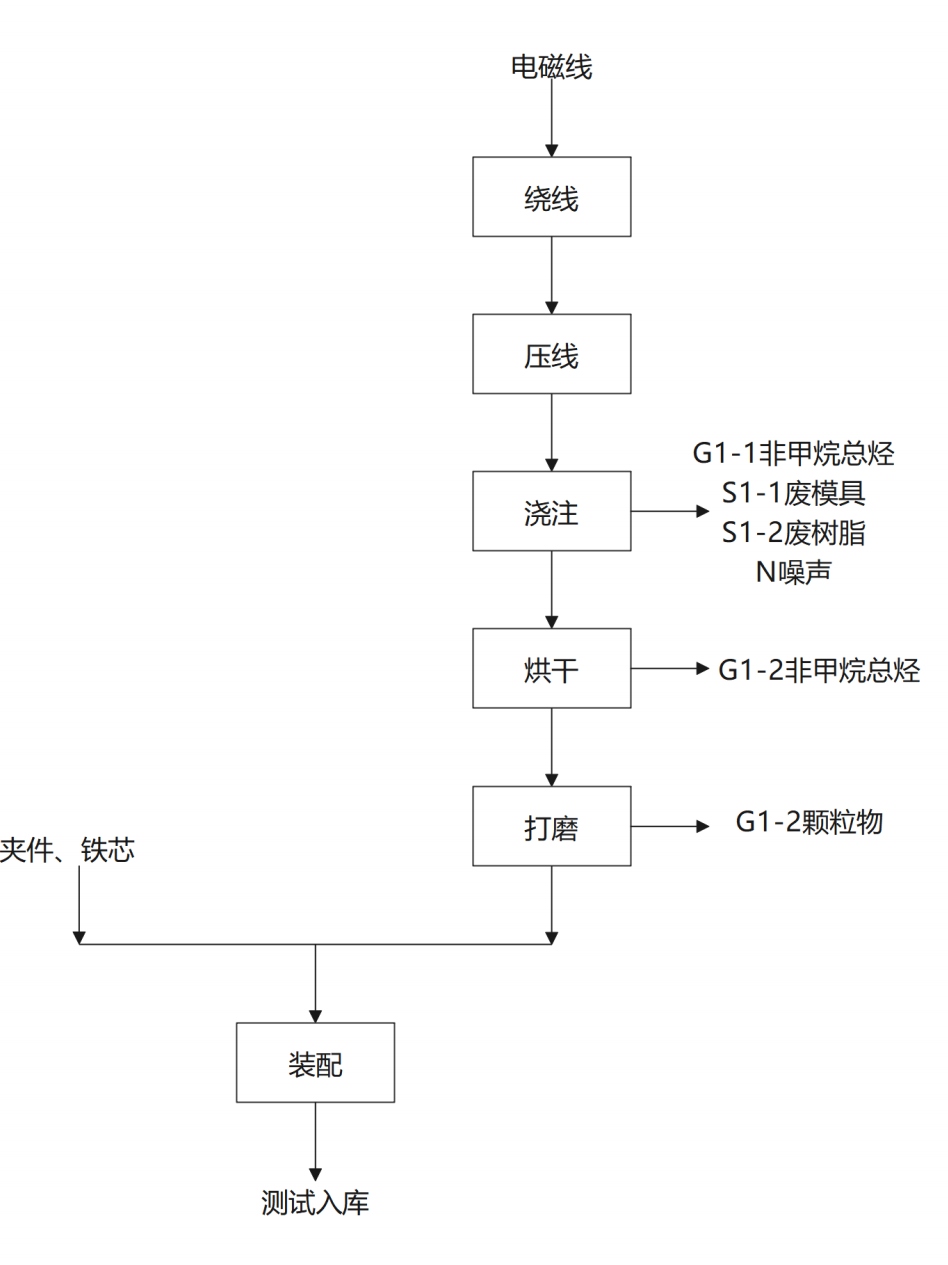 电磁线
绕线
压线
G1-1非甲烷总烃
S1-1废模具
浇注
S1-2废树脂
N噪声
烘干
G1-2非甲烷总烃
打磨
G1-2颗粒物
夹件、铁芯
装配
测试入库